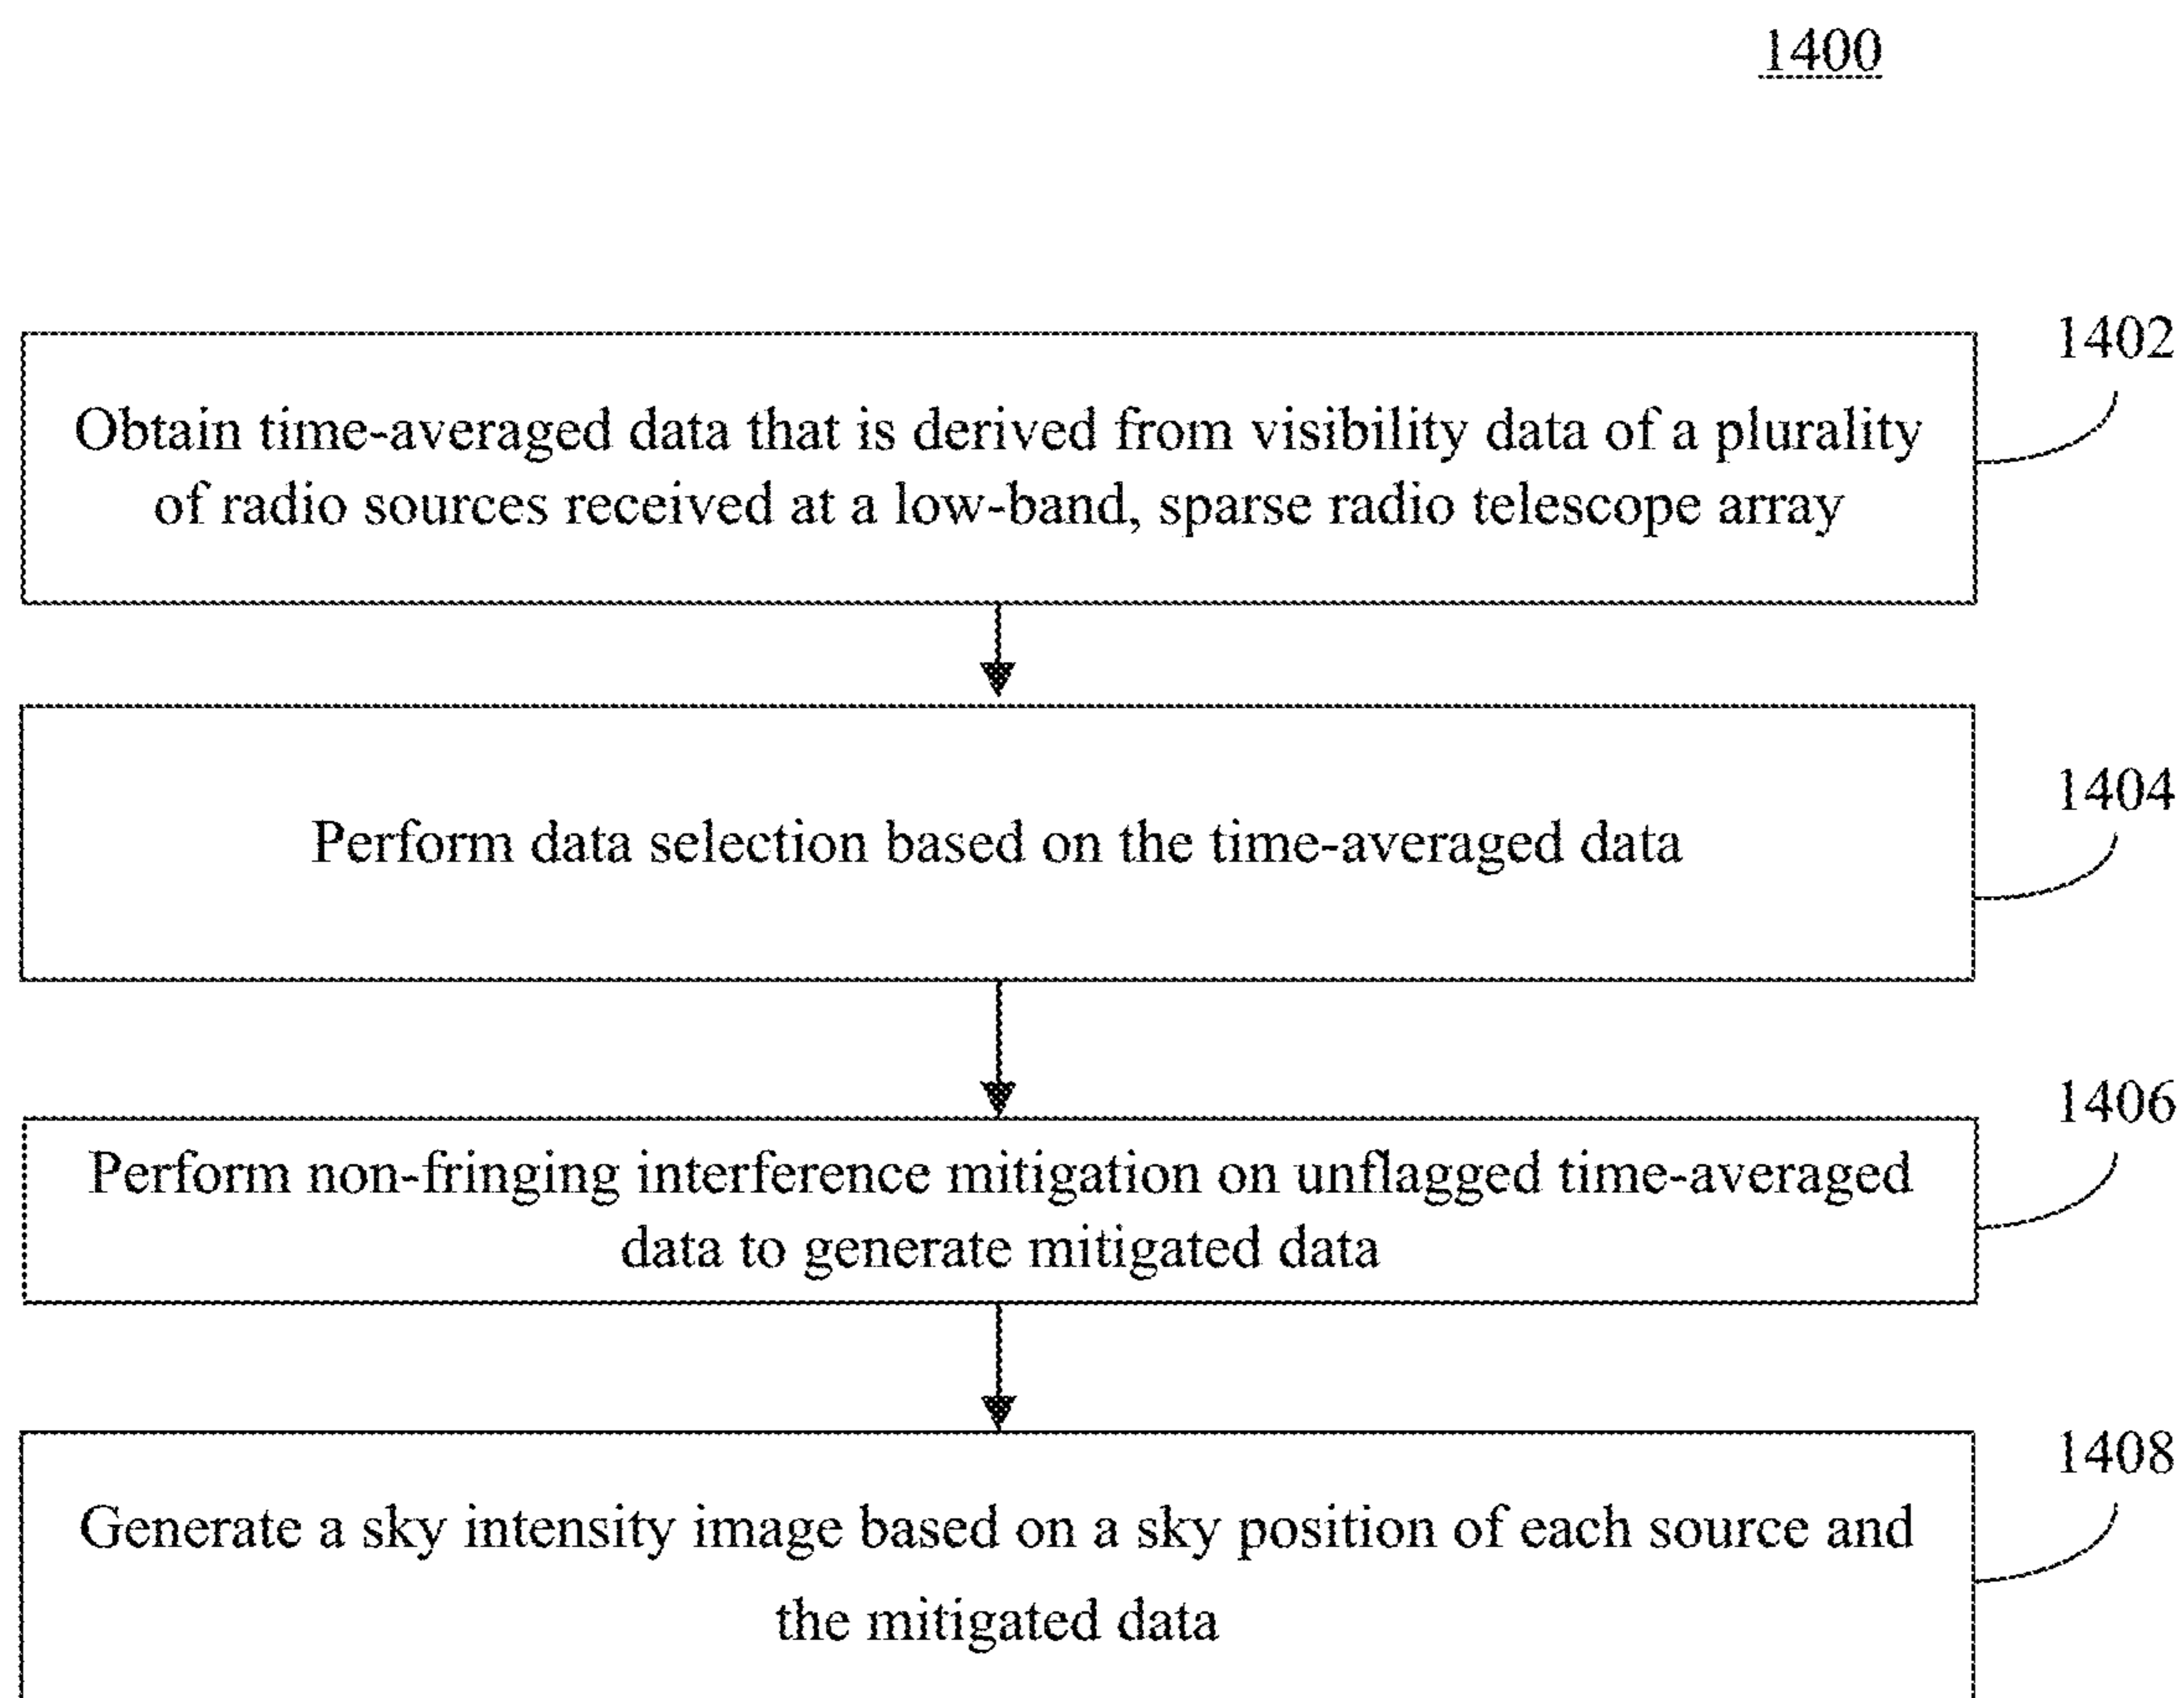 1400
1402
Obtain time-averaged data that is derived from visibility data of a plurality
of radio sources received at a low-band, sparse radio telescope array
1404
Perform data selection based on the time-averaged data
1406
Perform non-fringing interference mitigation on unflagged time-averaged
data to generate mitigated data
1408
Generate a sky intensity image based on a sky position of each source and
the mitigated data